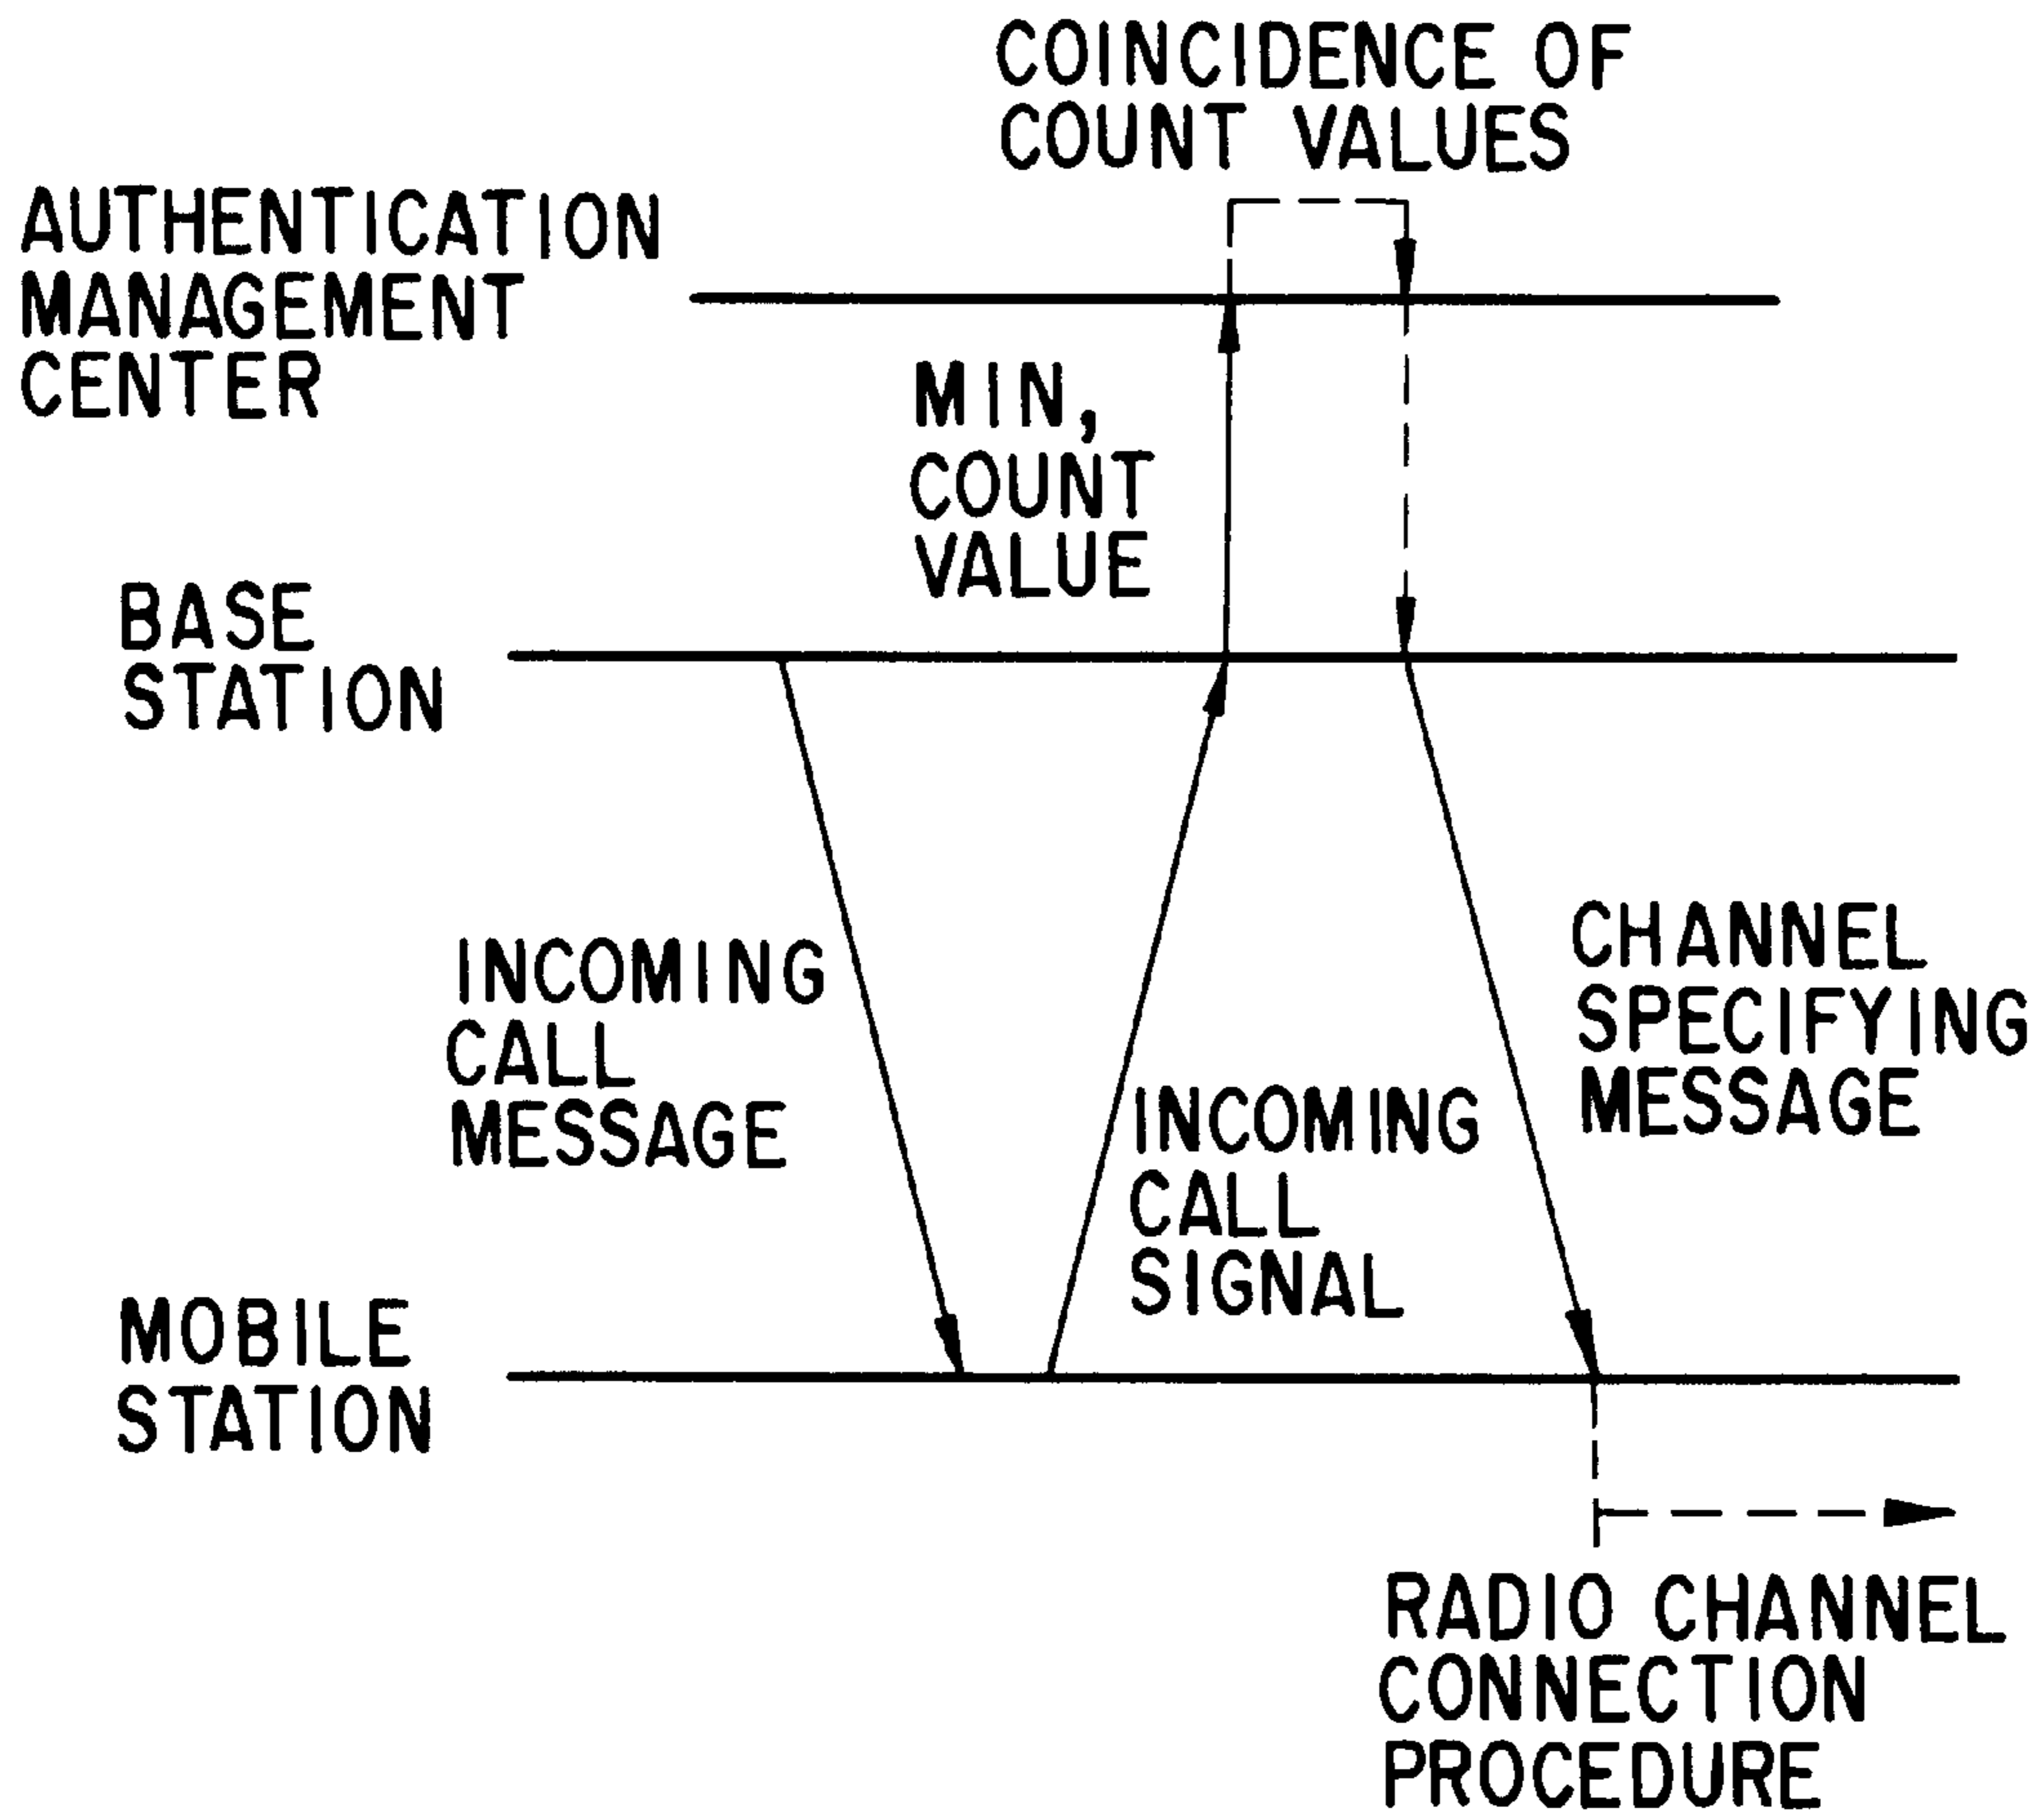 COINCIDENCE OF
COUNT VALUES
AUTHENTICATION
MANAGEMENT
CENTER
MIN,
COUNT
VALUE
BASE
STATION
INCOMING
CALL
MESSAGE
INCOMING
CALL
SIGNAL
CHANNEL
SPECIFYING
MESSAGE
MOBILE
STATION
RADIO CHANNEL
CONNECTION
PROCEDURE